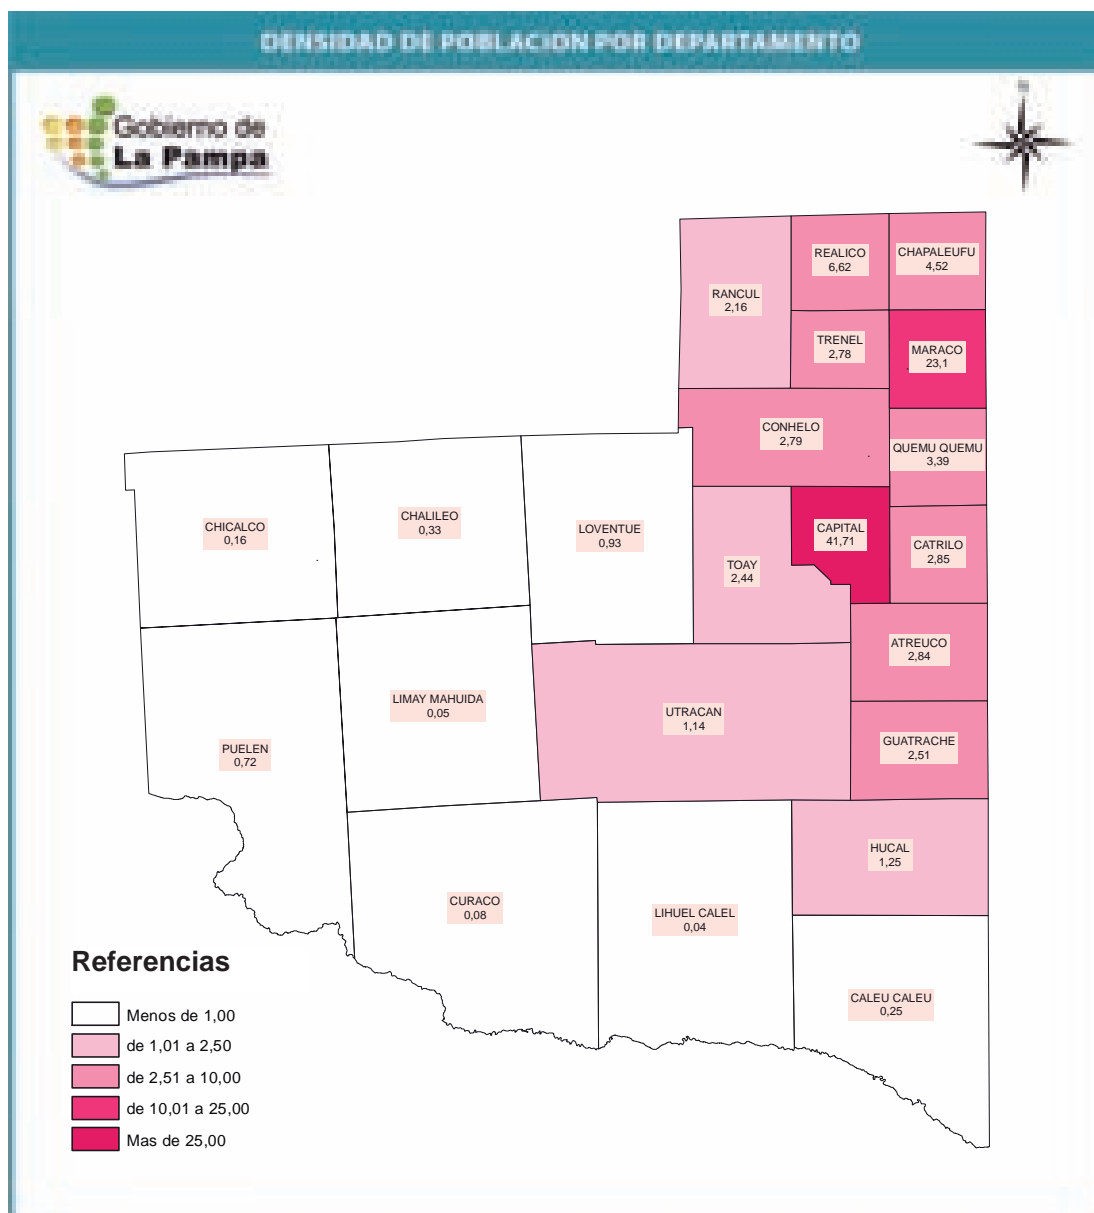 DENSIDAD DE POBLACION POR DEPARTAMENTO
Gobierno de
La Pampa
REALICO
6,62
CHAPALEUFU
4,52
RANCUL
2,16
TRENEL
2,78
MARACO
23,1
CONHELO
2,79
QUEMU QUEMU
3,39
CHICALCO
0,16
CHALILEO
0,33
LOVENTUE
0,93
CAPITAL
41,71
TOAY
2,44
CATRILO
2,85
ATREUCO
2,84
LIMAY MAHUIDA
0,05
UTRACAN
1,14
PUELEN
0,72
GUATRACHE
2,51
HUCAL
1,25
CURACO
0,08
LIHUEL CALEL
0,04
CALEU CALEU
0,25
Referencias
Menos de 1,00
de 1,01 a 2,50
de 2,51 a 10,00
de 10,01 a 25,00
Mas de 25,00